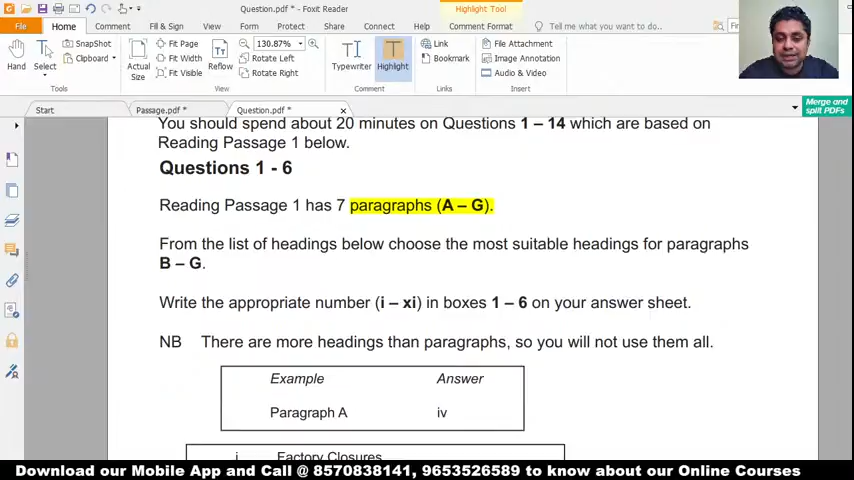 Question.pdf * - Foxit Reader
Highlight Tool
File
Home
Comment
Fill & Sign
View
Form
Protect
Share
Connect
Help
Comment Format
Tell me what you want to do...
Hand
Select
SnapShot
Clipboard
Tools
Actual Size
Fit Page
Fit Width
Fit Visible
Reflow
130.87%
Rotate Left
Rotate Right
View
Typewriter
Highlight
Comment
Link
Bookmark
Links
File Attachment
Image Annotation
Audio & Video
Insert
Start
Passage.pdf *
Question.pdf *
Merge and
split PDFs
You should spend about 20 minutes on Questions 1 – 14 which are based on
Reading Passage 1 below.
Questions 1 - 6
Reading Passage 1 has 7 paragraphs (A – G).
From the list of headings below choose the most suitable headings for paragraphs
B – G.
Write the appropriate number (i – xi) in boxes 1 – 6 on your answer sheet.
NB There are more headings than paragraphs, so you will not use them all.
Example Answer
Paragraph A iv
i Factory Closures
Download our Mobile App and Call @ 8570838141, 9653526589 to know about our Online Courses